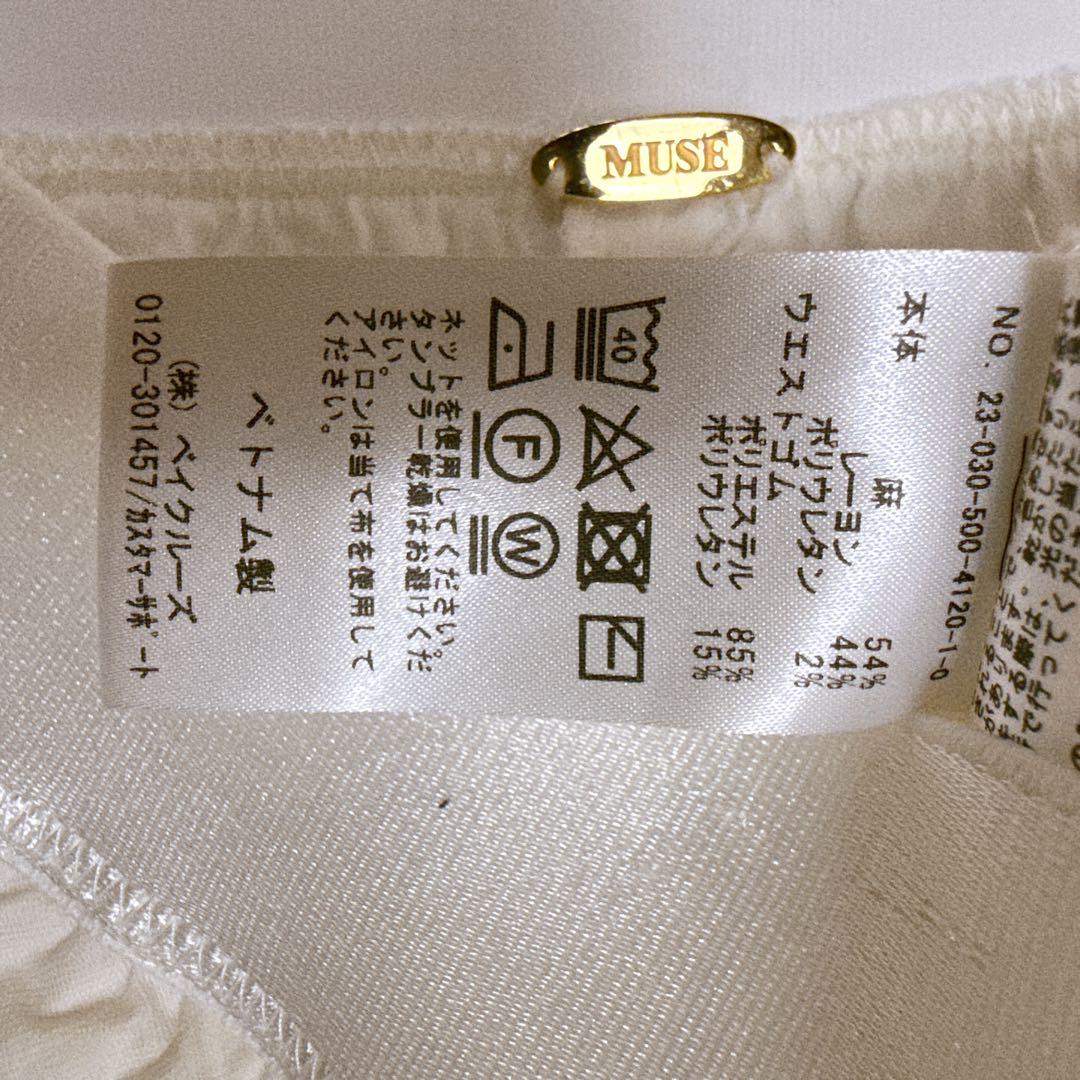 MUSE
NO. 23-030-500-4120-1-0
本体
麻 54%
レーヨン 44%
ポリウレタン 2%
ウエストゴム
ポリエステル 85%
ポリウレタン 15%
40
F
W
ネットを使用してください。
タンブラー乾燥はお避けくだ
さい。
アイロンは当て布を使用して
ください。
ベトナム製
(株) ベイクルーズ
0120-301457/カスタマーサポート